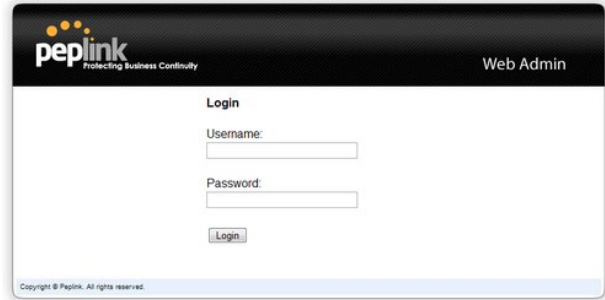 peplink
Protecting Business Continuity
Web Admin
Login
Username:
Password:
Login
Copyright © Peplink. All rights reserved.